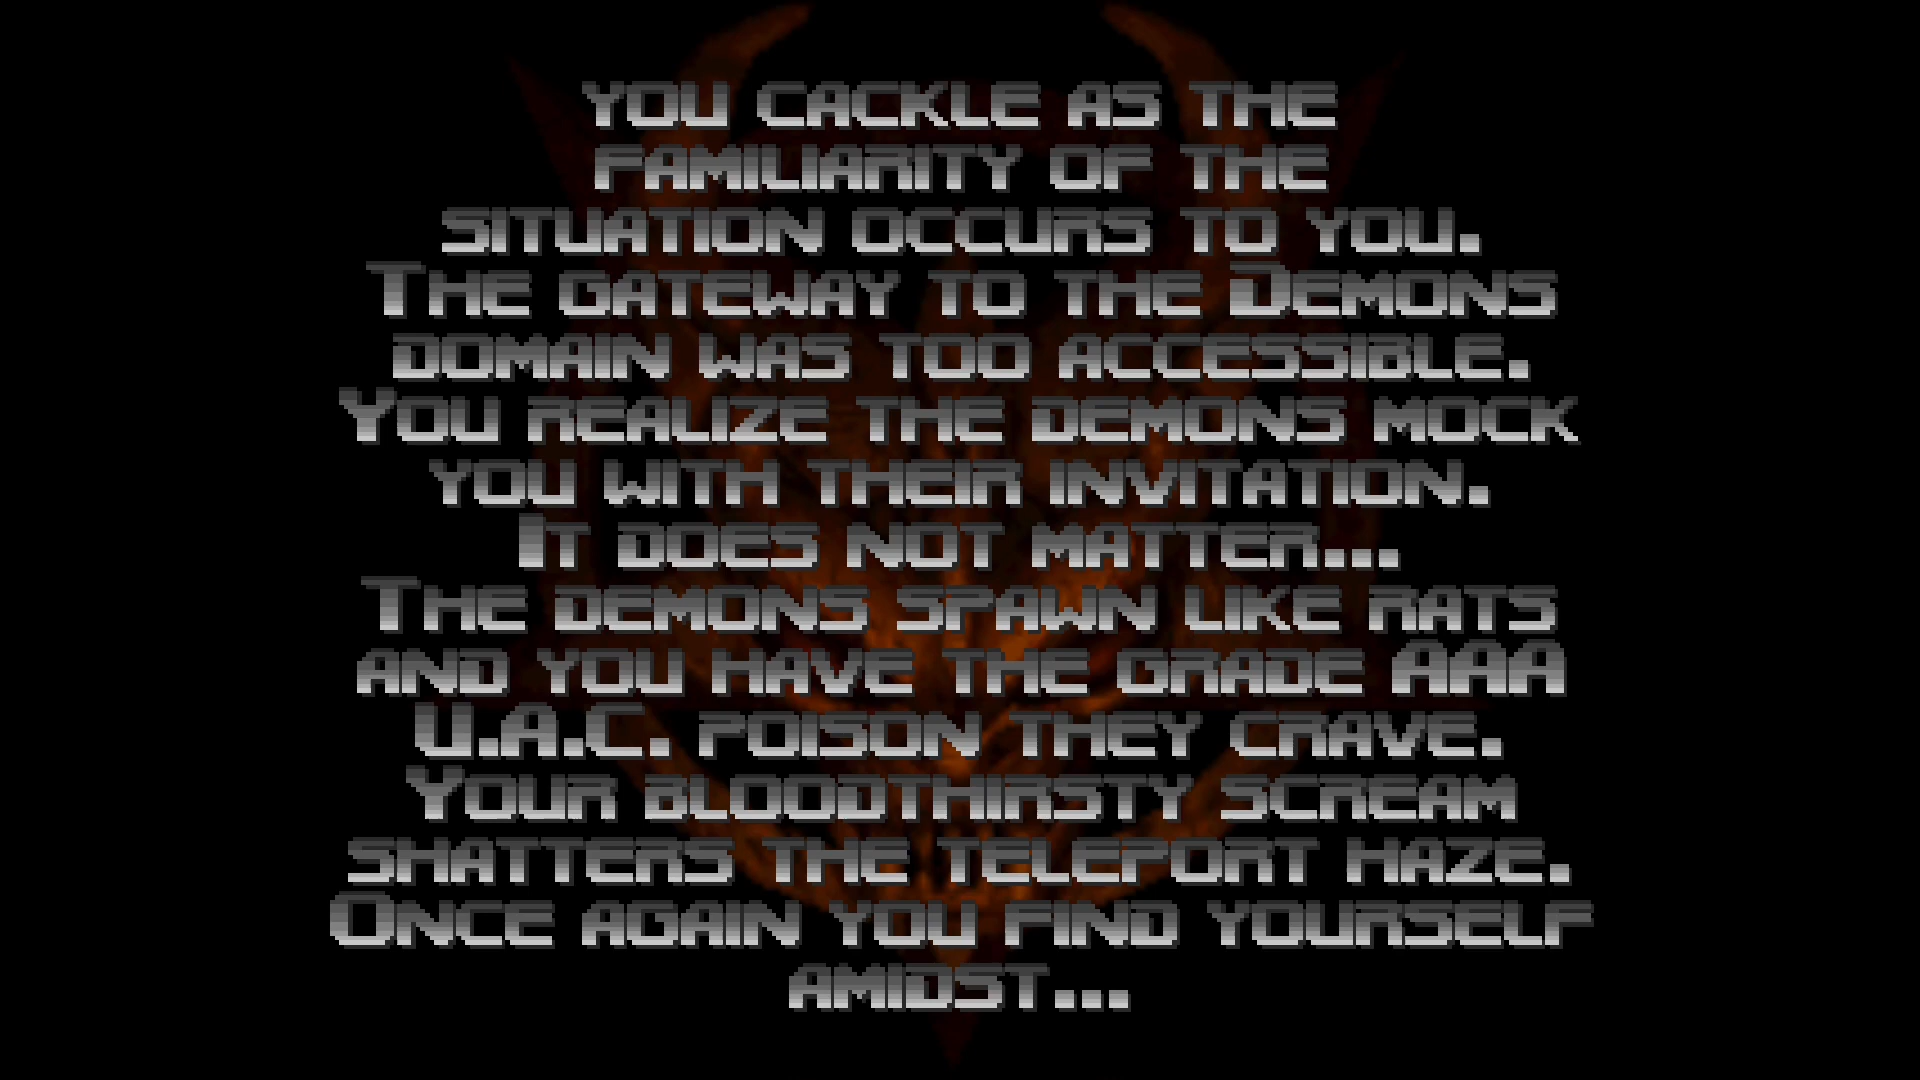 you cackle as the
familiarity of the
situation occurs to you.
The gateway to the Demons
domain was too accessible.
You realize the demons mock
you with their invitation.
It does not matter...
The demons spawn like rats
and you have the grade AAA
U.A.C. poison they crave.
Your bloodthirsty scream
shatters the teleport haze.
Once again you find yourself
amidst...